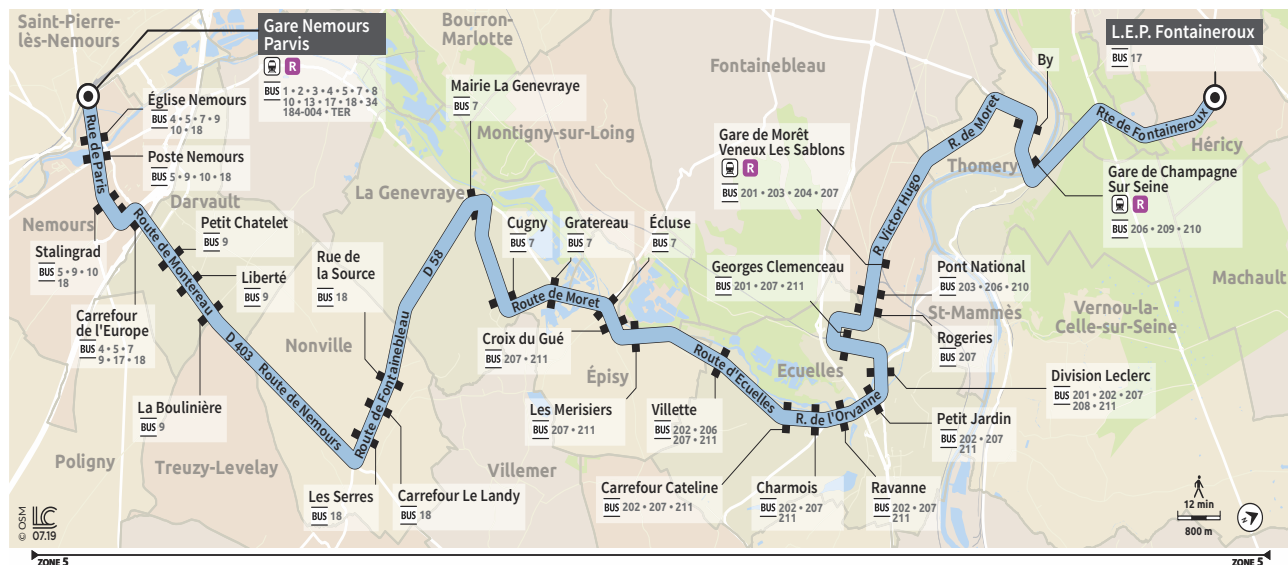 Saint-Pierre-
lès-Nemours
Gare Nemours
Parvis
R
BUS 1 • 2 • 3 • 4 • 5 • 7 • 8
10 • 13 • 17 • 18 • 34
184-004 • TER
Bourron-
Marlotte
L.E.P. Fontaineroux
BUS 17
By
Fontainebleau
Église Nemours
BUS 4 • 5 • 7 • 9
10 • 18
Mairie La Genevraye
BUS 7
Rue de Paris
Poste Nemours
BUS 5 • 9 • 10 • 18
Montigny-sur-Loing
Gare de Morêt
Veneux Les Sablons
R
BUS 201 • 203 • 204 • 207
R. de Moret
Rte de Fontaineroux
Héricy
Thomery
Gare de Champagne
Sur Seine
R
BUS 206 • 209 • 210
La Genevraye
Darvault
Nemours
Petit Chatelet
BUS 9
Stalingrad
BUS 5 • 9 • 10
18
Route de Montereau
Liberté
BUS 9
Rue de
la Source
BUS 18
D 58
Cugny
BUS 7
Gratereau
BUS 7
Écluse
BUS 7
R. Victor Hugo
Georges Clemenceau
BUS 201 • 207 • 211
Pont National
BUS 203 • 206 • 210
Machault
Vernou-la-
Celle-sur-Seine
St-Mammès
Rogeries
BUS 207
Carrefour
de l'Europe
BUS 4 • 5 • 7
9 • 17 • 18
D 403 Route de Nemours
Nonville
Route de Fontainebleau
Route de Moret
Croix du Gué
BUS 207 • 211
Épisy
Route d'Ecuelles
Ecuelles
Division Leclerc
BUS 201 • 202 • 207
208 • 211
La Boulinière
BUS 9
Les Merisiers
BUS 207 • 211
Villette
BUS 202 • 206
207 • 211
R. de l'Orvanne
Petit Jardin
BUS 202 • 207
211
Poligny
Treuzy-Levelay
Villemer
Les Serres
BUS 18
Carrefour Le Landy
BUS 18
Carrefour Cateline
BUS 202 • 207 • 211
Charmois
BUS 202 • 207
211
Ravanne
BUS 202 • 207
211
12 min
800 m
N
© OSM
LC
07.19
ZONE 5
ZONE 5